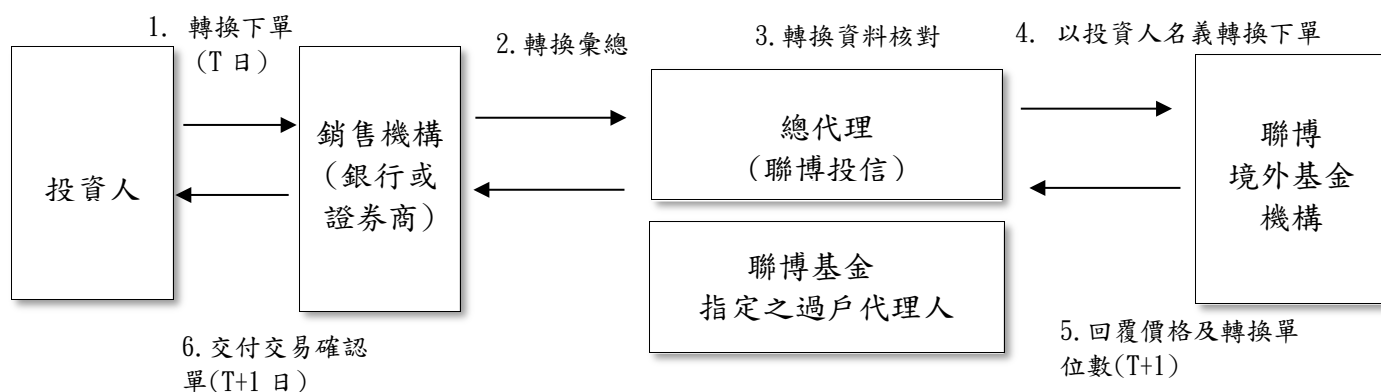 1. 轉換下單
(T 日)
2.轉換彙總
3.轉換資料核對
4. 以投資人名義轉換下單
投資人
銷售機構
(銀行或
證券商)
總代理
(聯博投信)
聯博基金
指定之過戶代理人
聯博
境外基金
機構
5.回覆價格及轉換單
位數(T+1)
6.交付交易確認
單(T+1 日)